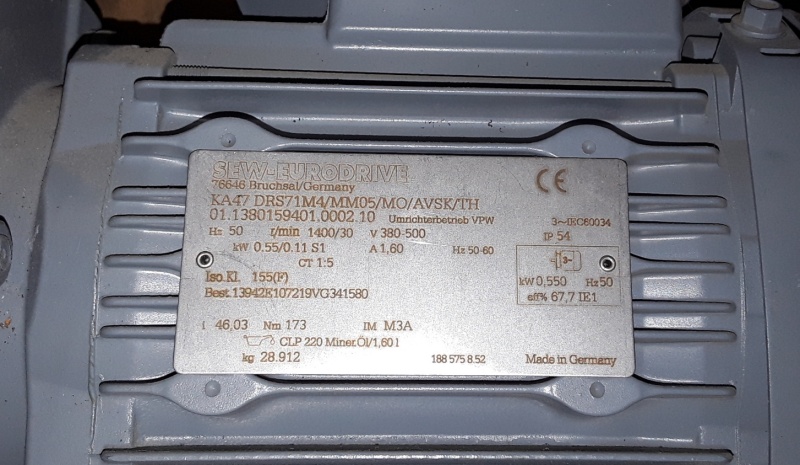 SEW-EURODRIVE
76646 Bruchsal/Germany
CE
KA47 DRS71M4/MM05/MO/AVSK/TH
01.1380159401.0002.10 Umrichterbetrieb VPW 3~IEC60034
Hz 50 r/min 1400/30 V 380-500 IP 54
kW 0.55/0.11 S1 A 1,60 Hz 50-60
3~
CT 1:5
Iso.Kl. 155(F) kW 0,550 Hz 50
Best.13942E107219VG341580 eff% 67,7 IE1
i 46,03 Nm 173 IM M3A
CLP 220 Miner.Öl/1,60 l
kg 28.912 188 575 8.52 Made in Germany